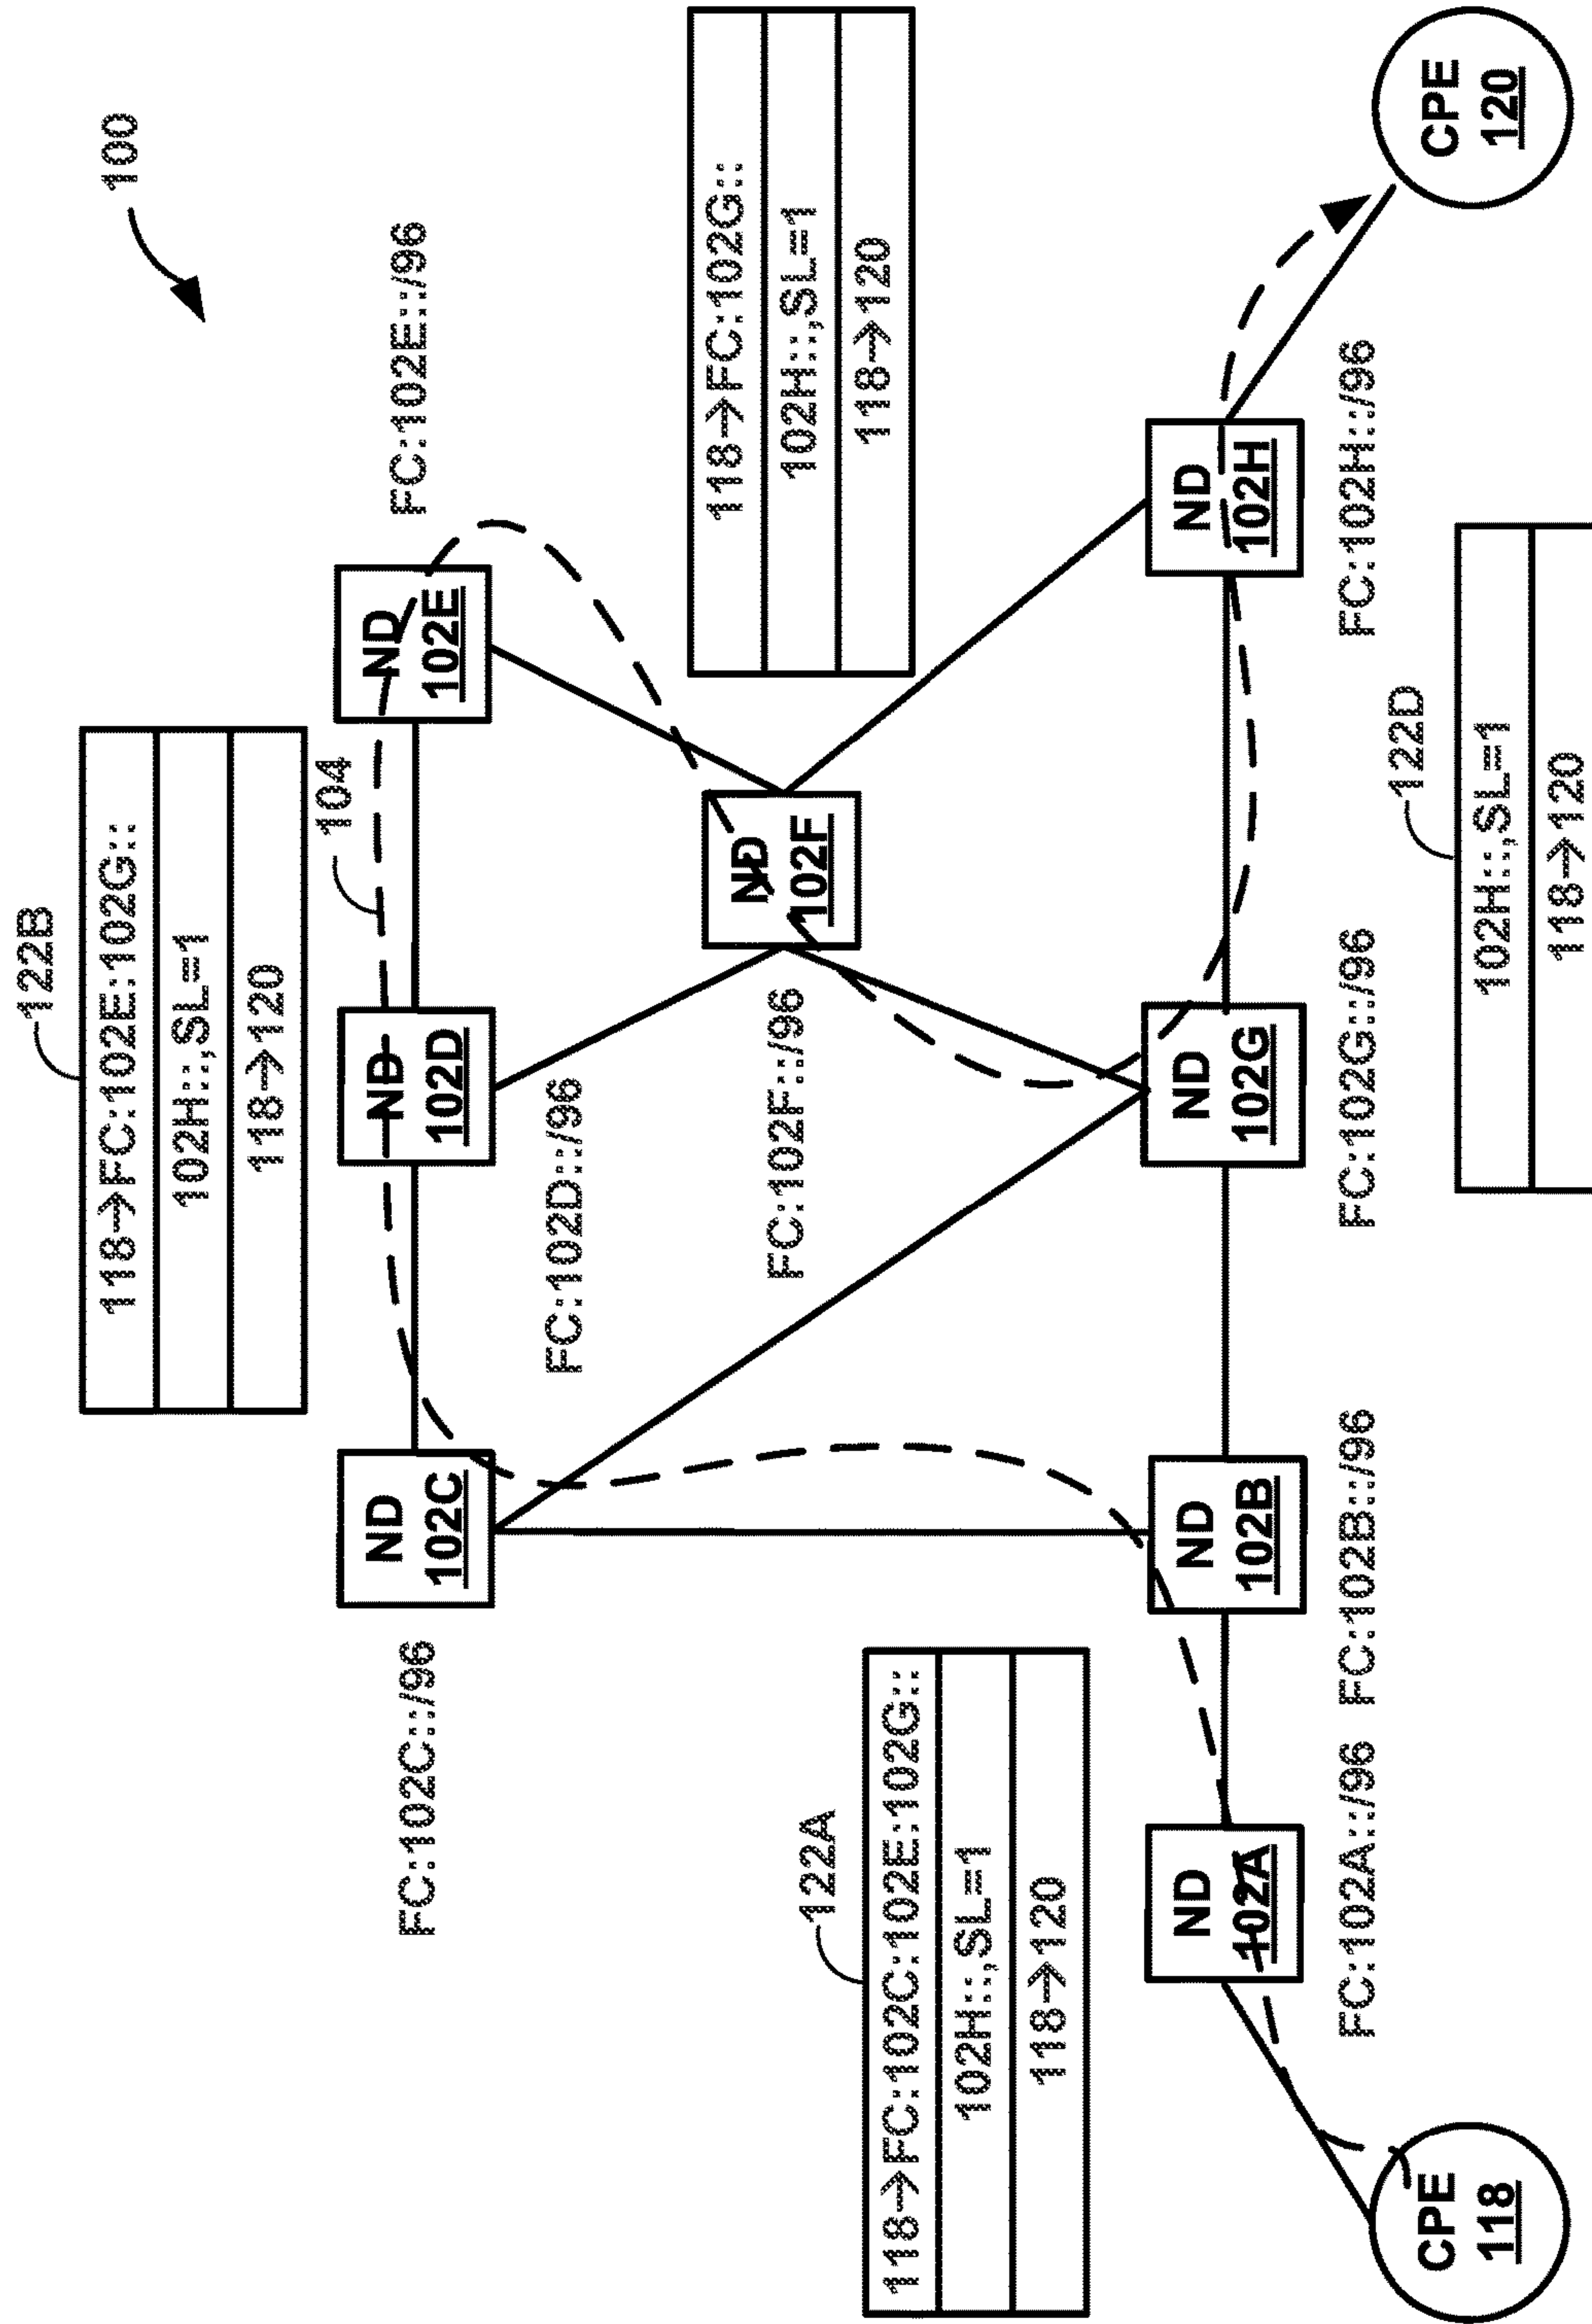 100
122B
118→FC:102E:102G::
102H::,SL=1
118→120
104
FC:102E::/96
ND
102C
ND
102D
ND
102E
FC:102C::/96
FC:102D::/96
118→FC:102G::
102H::,SL=1
118→120
ND
102F
FC:102F::/96
122A
118→FC:102C:102E:102G::
102H::,SL=1
118→120
ND
102A
ND
102B
ND
102G
ND
102H
FC:102A::/96
FC:102B::/96
FC:102G::/96
FC:102H::/96
CPE
118
CPE
120
122D
102H::,SL=1
118→120